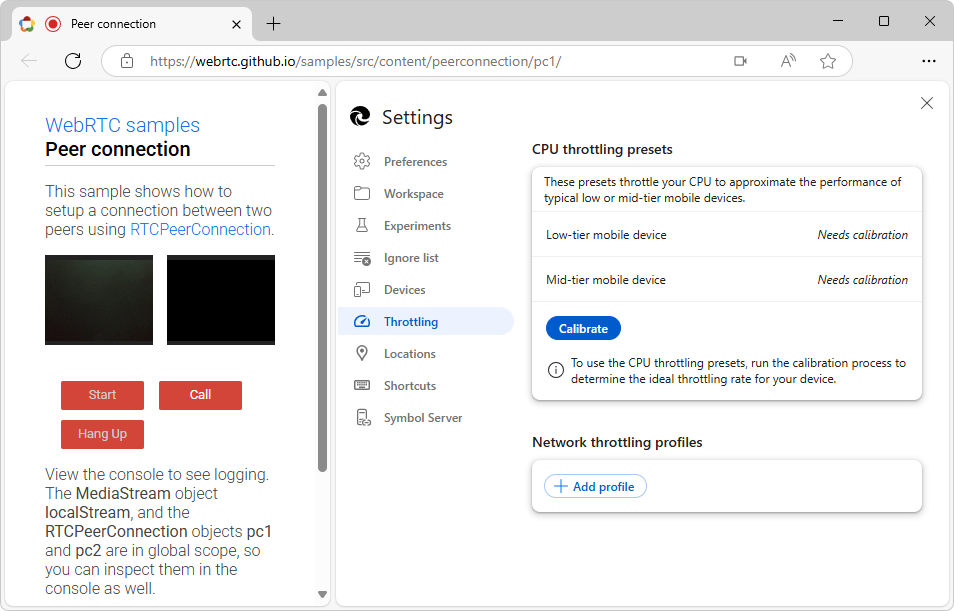 Peer connection
https://webrtc.github.io/samples/src/content/peerconnection/pc1/
WebRTC samples
Peer connection
This sample shows how to
setup a connection between two
peers using RTCPeerConnection.
Start
Call
Hang Up
View the console to see logging.
The MediaStream object
localStream, and the
RTCPeerConnection objects pc1
and pc2 are in global scope, so
you can inspect them in the
console as well.
Settings
Preferences
Workspace
Experiments
Ignore list
Devices
Throttling
Locations
Shortcuts
Symbol Server
CPU throttling presets
These presets throttle your CPU to approximate the performance of
typical low or mid-tier mobile devices.
Low-tier mobile device
Needs calibration
Mid-tier mobile device
Needs calibration
Calibrate
To use the CPU throttling presets, run the calibration process to
determine the ideal throttling rate for your device.
Network throttling profiles
Add profile